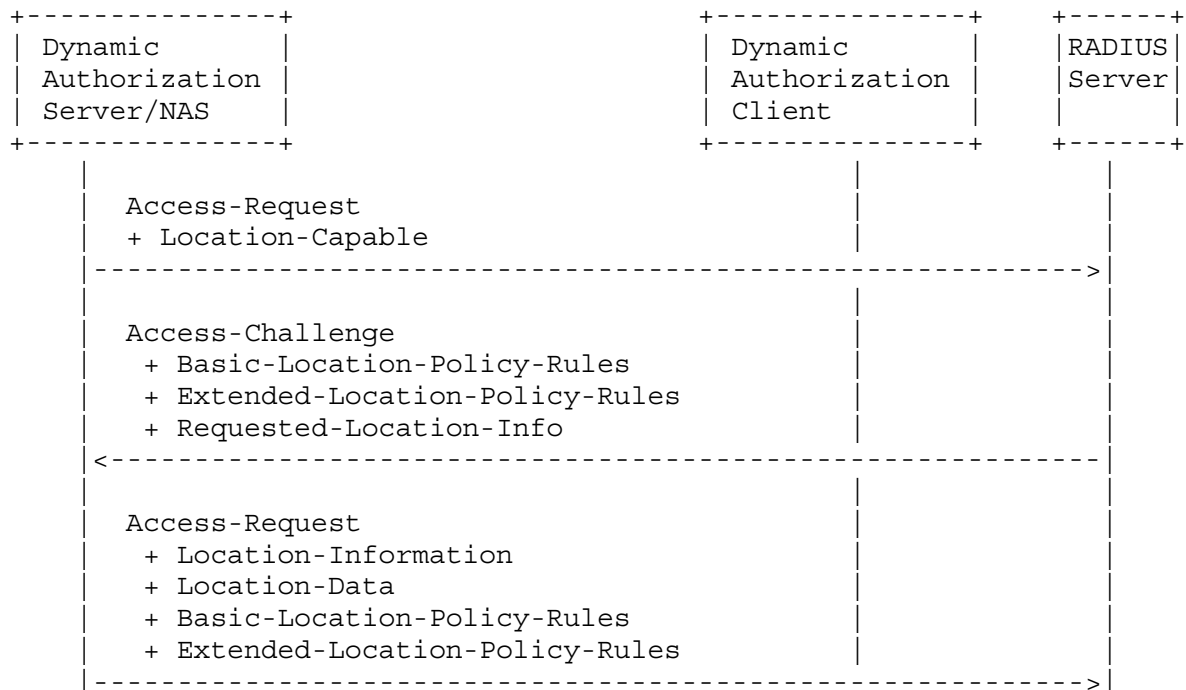 Dynamic Dynamic RADIUS
Authorization Authorization Server
Server/NAS Client
Access-Request
+ Location-Capable
Access-Challenge
+ Basic-Location-Policy-Rules
+ Extended-Location-Policy-Rules
+ Requested-Location-Info
Access-Request
+ Location-Information
+ Location-Data
+ Basic-Location-Policy-Rules
+ Extended-Location-Policy-Rules